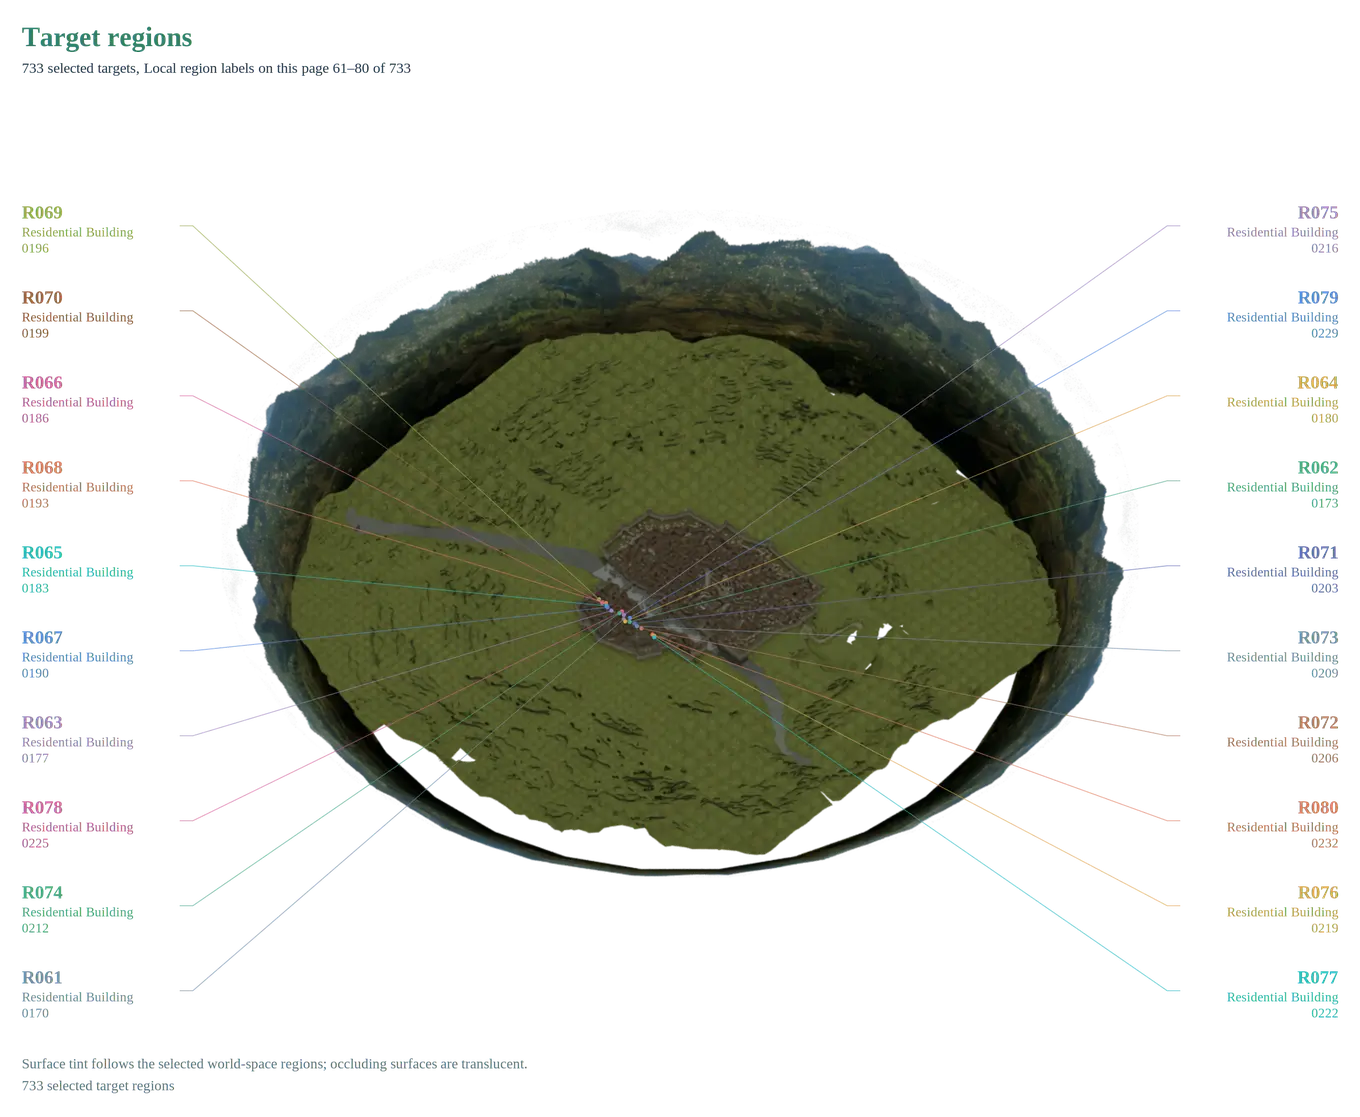 Target regions
733 selected targets, Local region labels on this page 61–80 of 733
R069
Residential Building
0196
R070
Residential Building
0199
R066
Residential Building
0186
R068
Residential Building
0193
R065
Residential Building
0183
R067
Residential Building
0190
R063
Residential Building
0177
R078
Residential Building
0225
R074
Residential Building
0212
R061
Residential Building
0170
R075
Residential Building
0216
R079
Residential Building
0229
R064
Residential Building
0180
R062
Residential Building
0173
R071
Residential Building
0203
R073
Residential Building
0209
R072
Residential Building
0206
R080
Residential Building
0232
R076
Residential Building
0219
R077
Residential Building
0222
Surface tint follows the selected world-space regions; occluding surfaces are translucent.
733 selected target regions